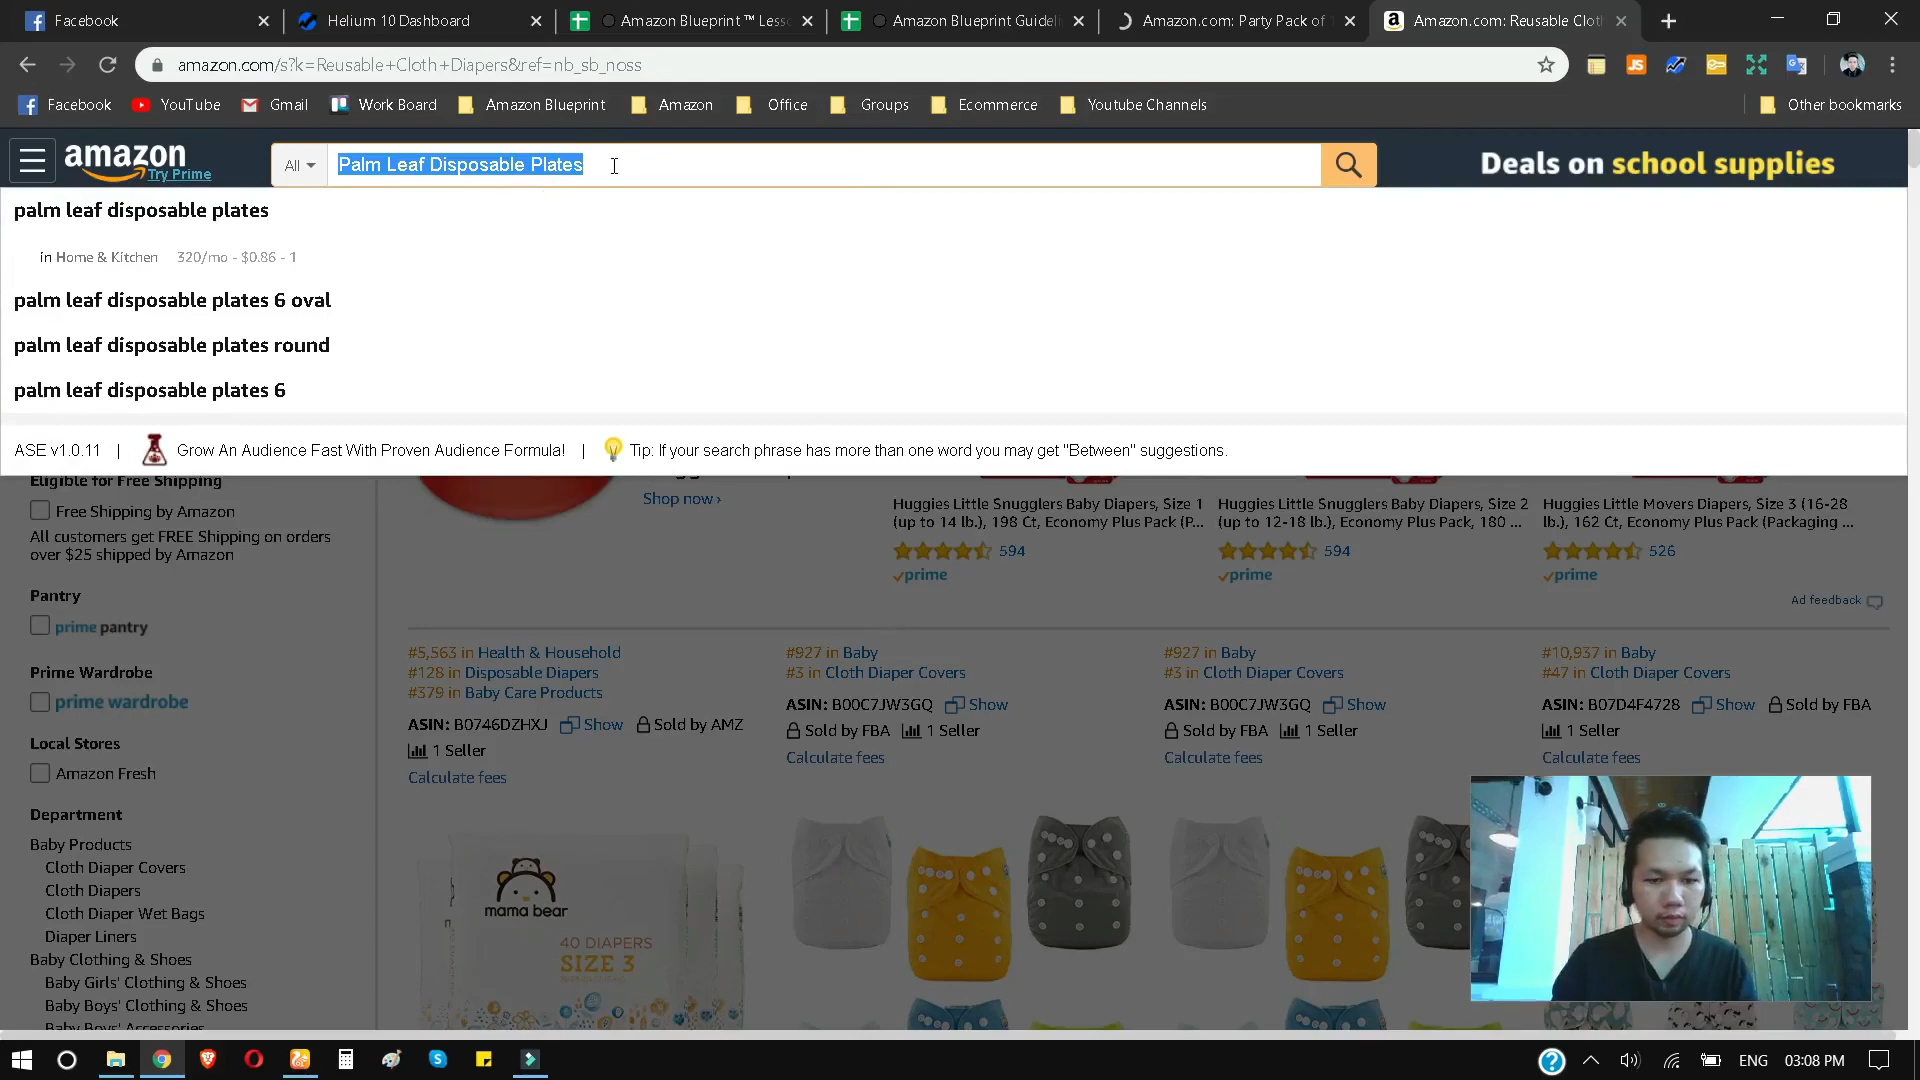 Facebook
Helium 10 Dashboard
Amazon Blueprint ™ Less
Amazon Blueprint Guideli
Amazon.com: Party Pack of
Amazon.com: Reusable Clot
amazon.com/s?k=Reusable+Cloth+Diapers&ref=nb_sb_noss
Facebook
YouTube
Gmail
Work Board
Amazon Blueprint
Amazon
Office
Groups
Ecommerce
Youtube Channels
Other bookmarks
amazon
Try Prime
All
Palm Leaf Disposable Plates
Deals on school supplies
palm leaf disposable plates
in Home & Kitchen 320/mo - $0.86 - 1
palm leaf disposable plates 6 oval
palm leaf disposable plates round
palm leaf disposable plates 6
ASE v1.0.11 | Grow An Audience Fast With Proven Audience Formula! | Tip: If your search phrase has more than one word you may get "Between" suggestions.
Eligible for Free Shipping
Free Shipping by Amazon
All customers get FREE Shipping on orders
over $25 shipped by Amazon
Pantry
prime pantry
Prime Wardrobe
prime wardrobe
Local Stores
Amazon Fresh
Department
Baby Products
Cloth Diaper Covers
Cloth Diapers
Cloth Diaper Wet Bags
Diaper Liners
Baby Clothing & Shoes
Baby Girls' Clothing & Shoes
Baby Boys' Clothing & Shoes
Baby Boys' Accessories
Shop now ›
Huggies Little Snugglers Baby Diapers, Size 1
(up to 14 lb.), 198 Ct, Economy Plus Pack (P...
594
prime
Huggies Little Snugglers Baby Diapers, Size 2
(up to 12-18 lb.), Economy Plus Pack, 180 ...
594
prime
Huggies Little Movers Diapers, Size 3 (16-28
lb.), 162 Ct, Economy Plus Pack (Packaging ...
526
prime
Ad feedback
#5,563 in Health & Household
#128 in Disposable Diapers
#379 in Baby Care Products
ASIN: B0746DZHXJ Show Sold by AMZ
1 Seller
Calculate fees
#927 in Baby
#3 in Cloth Diaper Covers
ASIN: B00C7JW3GQ Show
Sold by FBA 1 Seller
Calculate fees
#927 in Baby
#3 in Cloth Diaper Covers
ASIN: B00C7JW3GQ Show
Sold by FBA 1 Seller
Calculate fees
#10,937 in Baby
#47 in Cloth Diaper Covers
ASIN: B07D4F4728 Show Sold by FBA
1 Seller
Calculate fees
mama bear
40 DIAPERS
SIZE 3
ENG
03:08 PM